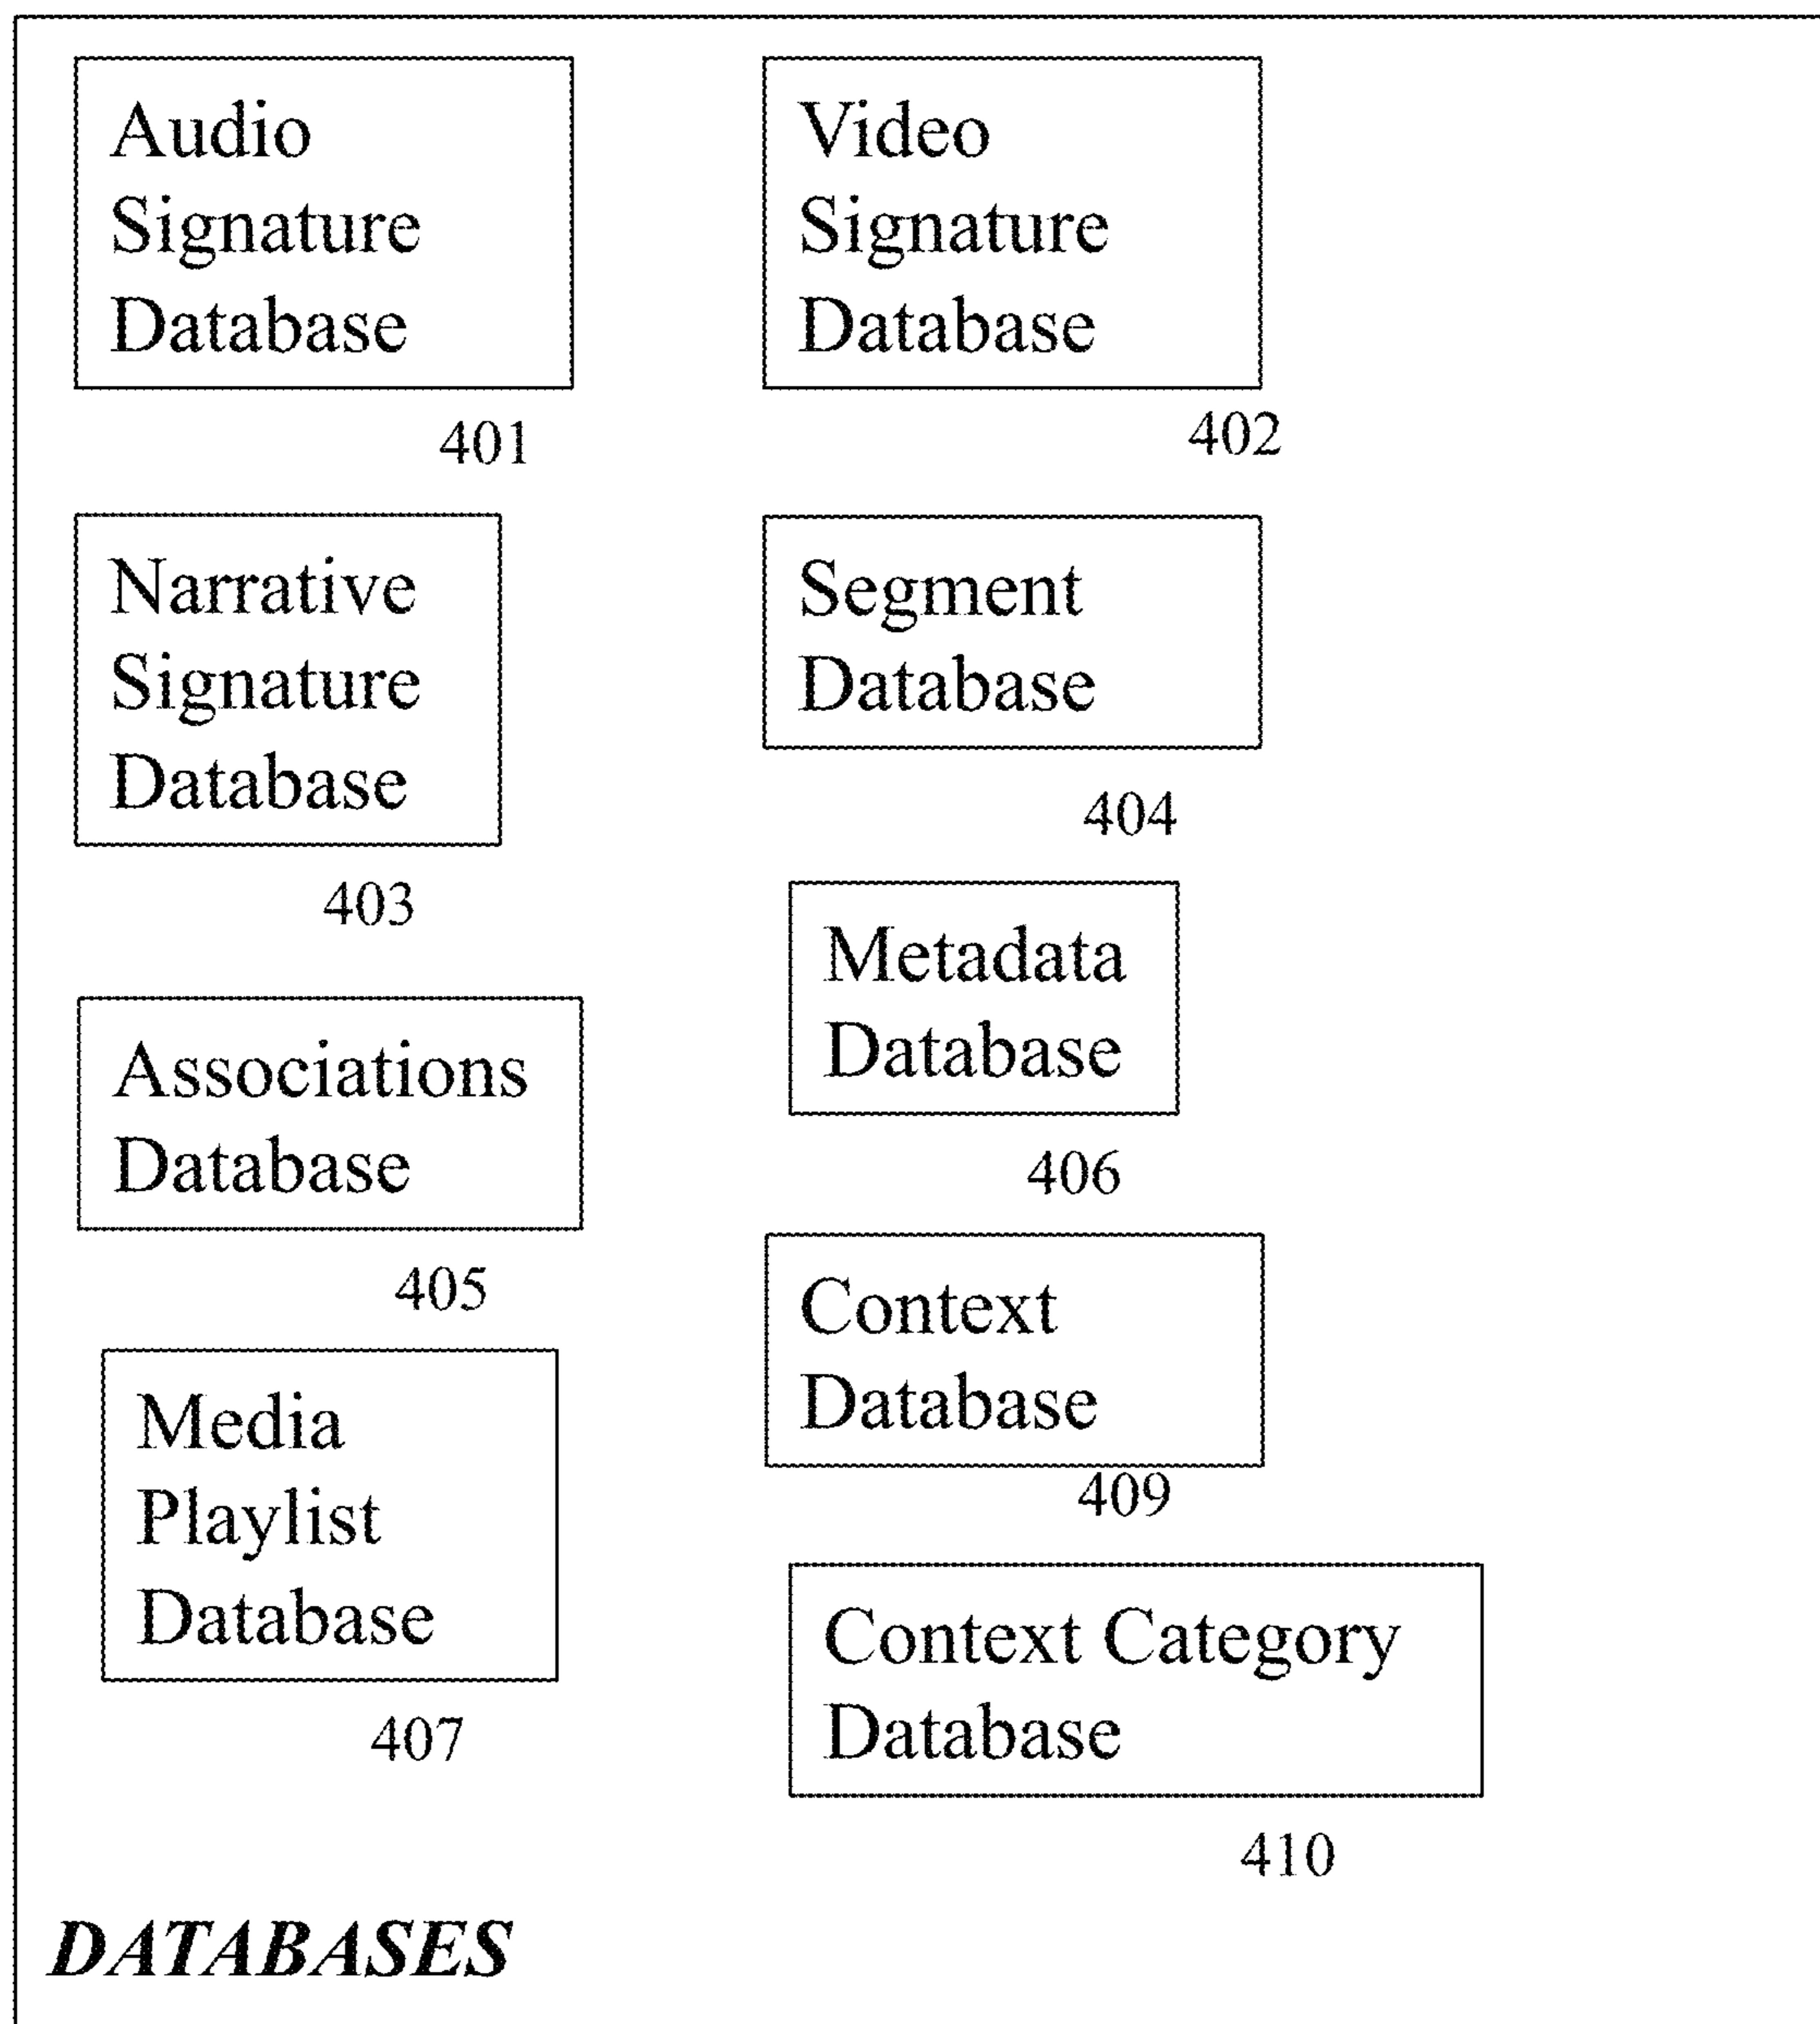 Audio
Signature
Database
401
Video
Signature
Database
402
Narrative
Signature
Database
403
Segment
Database
404
Associations
Database
405
Metadata
Database
406
Media
Playlist
Database
407
Context
Database
409
Context Category
Database
410
DATABASES